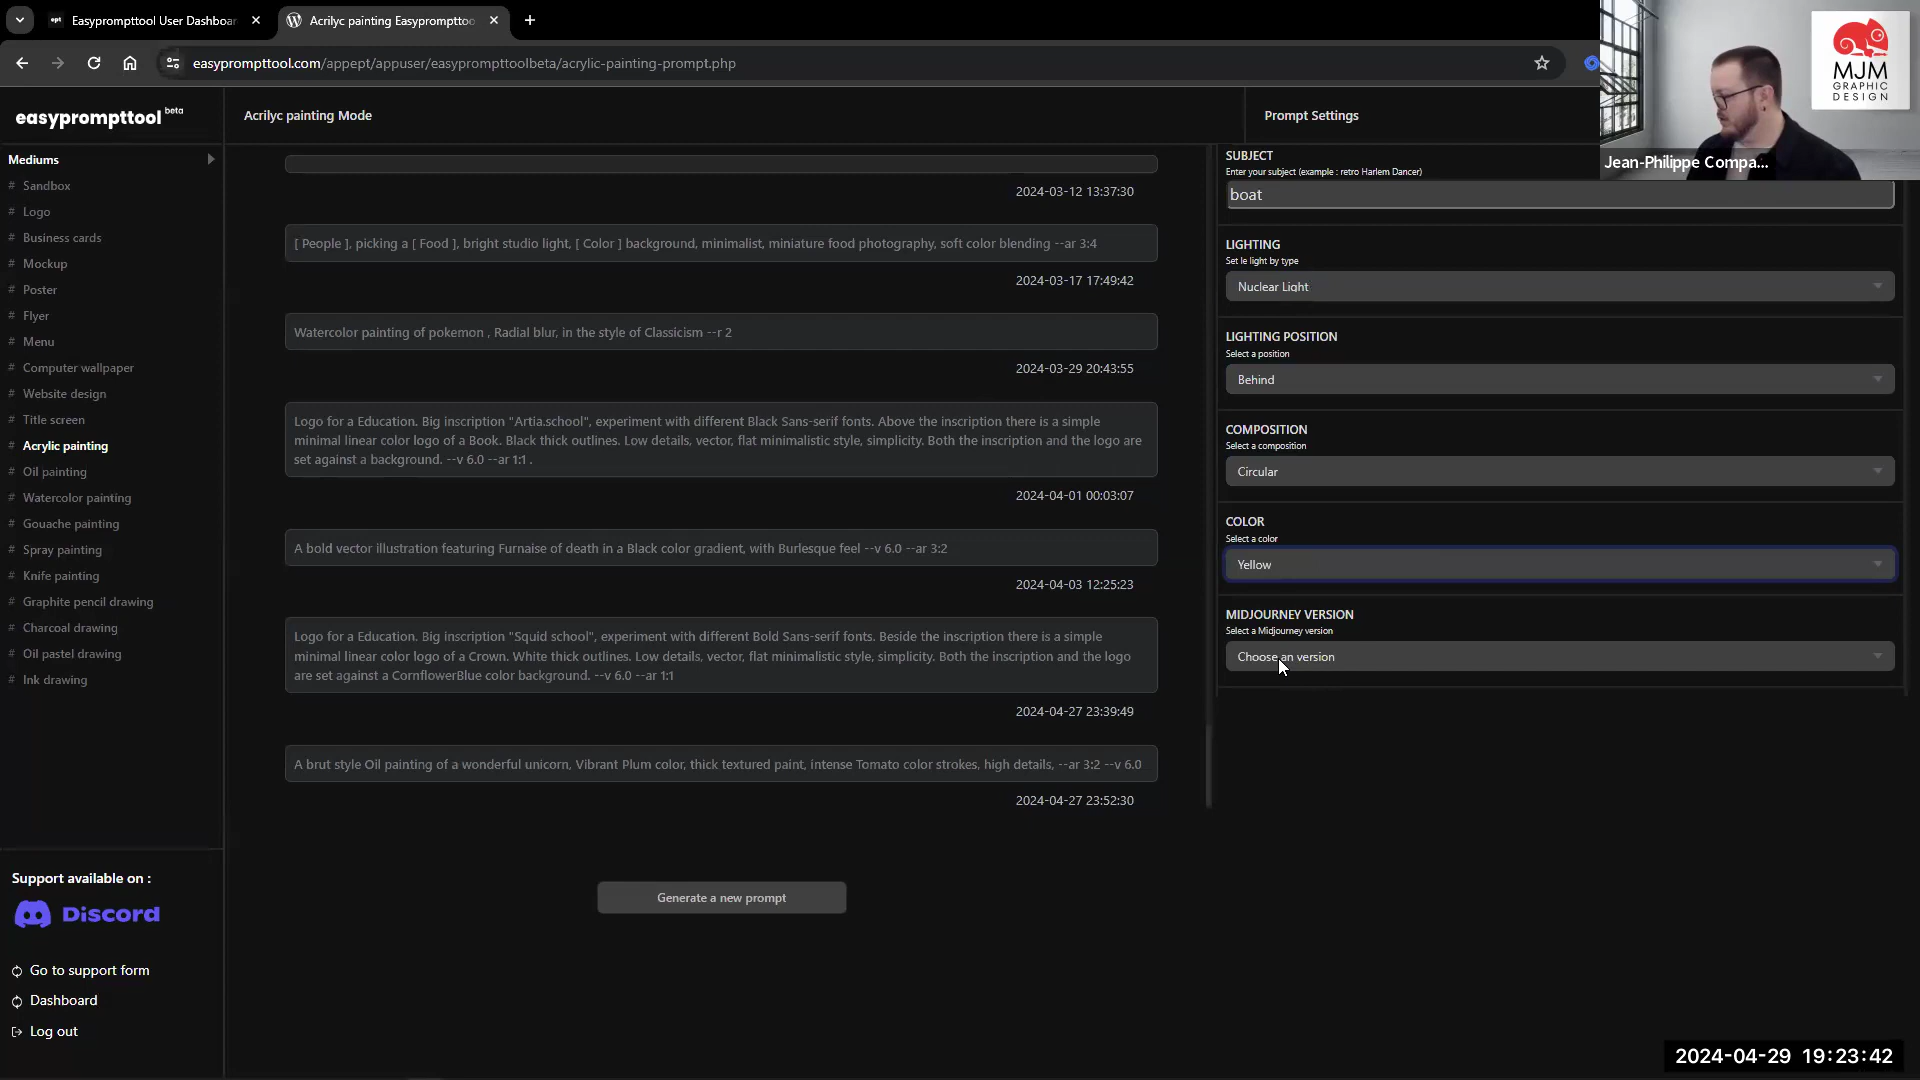 ept Easyprompttool User Dashboar
Acrilyc painting Easyprompttoo
easyprompttool.com/appept/appuser/easyprompttoolbeta/acrylic-painting-prompt.php
MJM
GRAPHIC
DESIGN
Jean-Philippe Compa...
easyprompttool beta
Acrilyc painting Mode
Prompt Settings
Mediums
# Sandbox
# Logo
# Business cards
# Mockup
# Poster
# Flyer
# Menu
# Computer wallpaper
# Website design
# Title screen
# Acrylic painting
# Oil painting
# Watercolor painting
# Gouache painting
# Spray painting
# Knife painting
# Graphite pencil drawing
# Charcoal drawing
# Oil pastel drawing
# Ink drawing
Support available on :
Discord
Go to support form
Dashboard
Log out
2024-03-12 13:37:30
[ People ], picking a [ Food ], bright studio light, [ Color ] background, minimalist, miniature food photography, soft color blending --ar 3:4
2024-03-17 17:49:42
Watercolor painting of pokemon , Radial blur, in the style of Classicism --r 2
2024-03-29 20:43:55
Logo for a Education. Big inscription "Artia.school", experiment with different Black Sans-serif fonts. Above the inscription there is a simple
minimal linear color logo of a Book. Black thick outlines. Low details, vector, flat minimalistic style, simplicity. Both the inscription and the logo are
set against a background. --v 6.0 --ar 1:1 .
2024-04-01 00:03:07
A bold vector illustration featuring Furnaise of death in a Black color gradient, with Burlesque feel --v 6.0 --ar 3:2
2024-04-03 12:25:23
Logo for a Education. Big inscription "Squid school", experiment with different Bold Sans-serif fonts. Beside the inscription there is a simple
minimal linear color logo of a Crown. White thick outlines. Low details, vector, flat minimalistic style, simplicity. Both the inscription and the logo
are set against a CornflowerBlue color background. --v 6.0 --ar 1:1
2024-04-27 23:39:49
A brut style Oil painting of a wonderful unicorn, Vibrant Plum color, thick textured paint, intense Tomato color strokes, high details, --ar 3:2 --v 6.0
2024-04-27 23:52:30
Generate a new prompt
SUBJECT
Enter your subject (example : retro Harlem Dancer)
boat
LIGHTING
Set le light by type
Nuclear Light
LIGHTING POSITION
Select a position
Behind
COMPOSITION
Select a composition
Circular
COLOR
Select a color
Yellow
MIDJOURNEY VERSION
Select a Midjourney version
Choose an version
2024-04-29 19:23:42